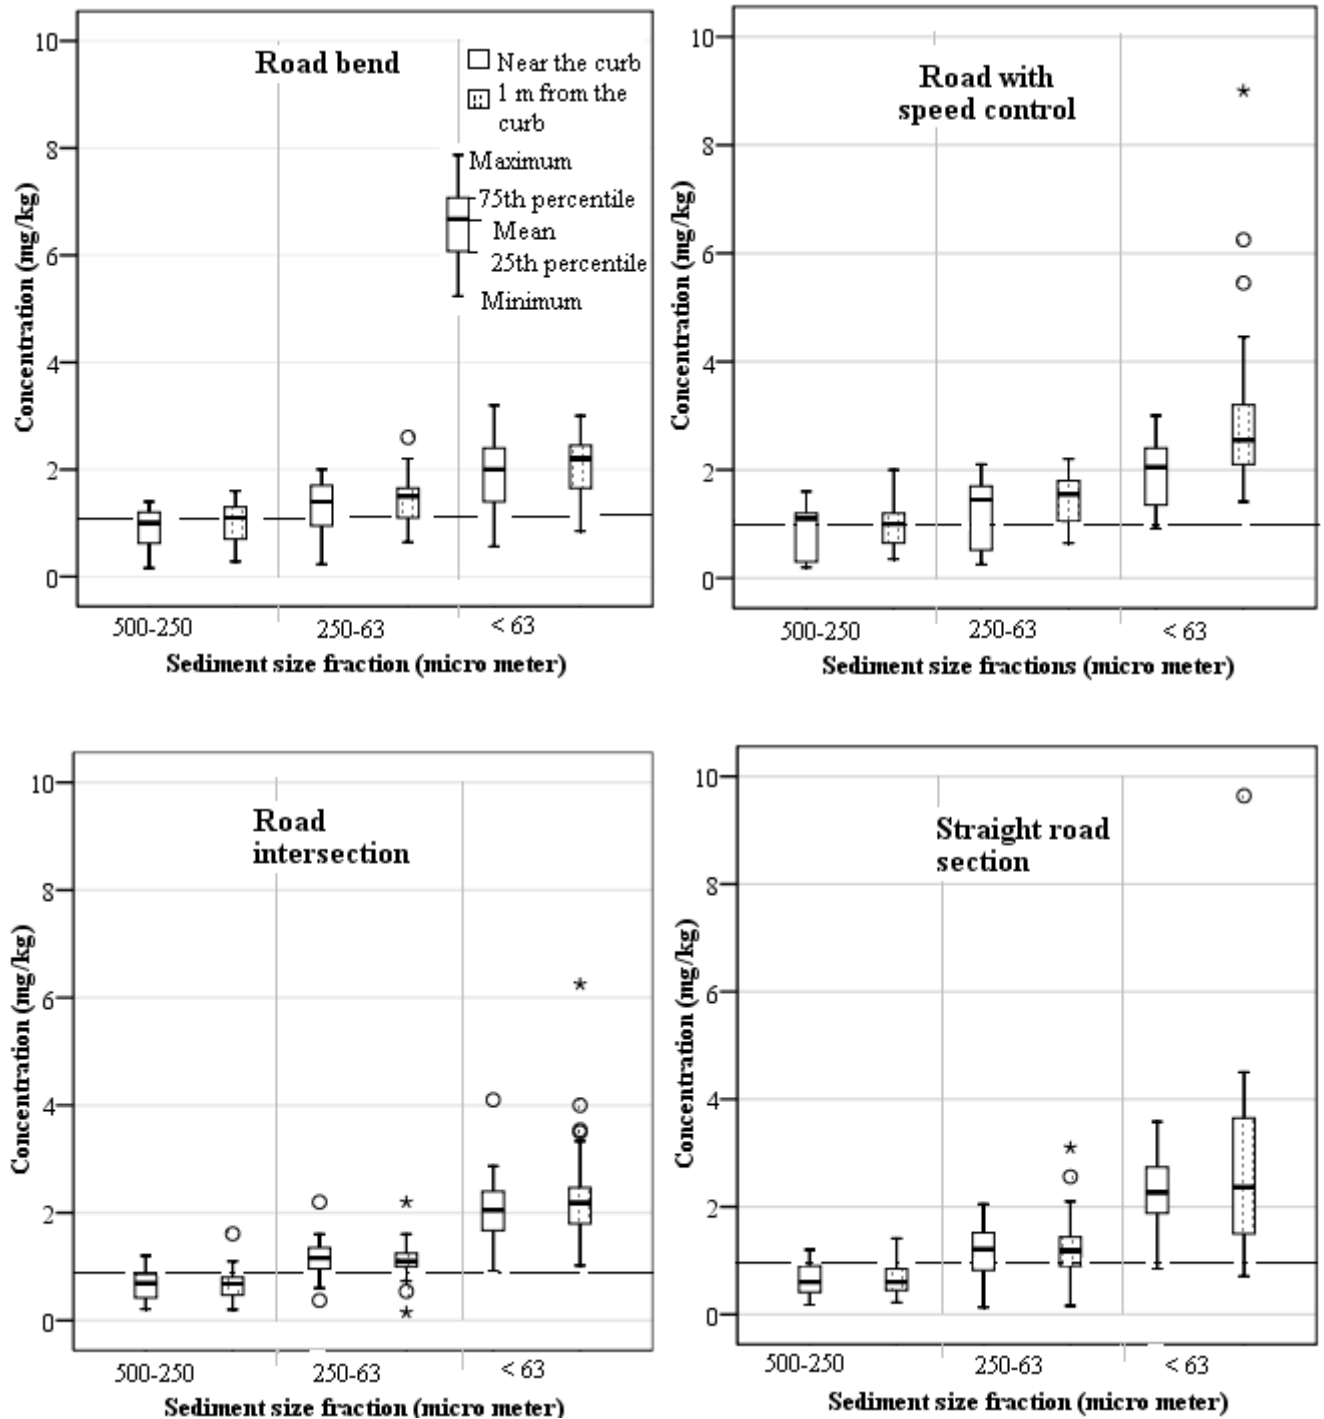 Road bend
Near the curb
1 m from the
curb
Maximum
75th percentile
Mean
25th percentile
Minimum
Concentration (mg/kg)
10
8
6
4
2
0
500-250
250-63
< 63
Sediment size fraction (micro meter)
Road with
speed control
Concentration (mg/kg)
10
8
6
4
2
0
500-250
250-63
< 63
Sediment size fractions (micro meter)
Road
intersection
Concentration (mg/kg)
10
8
6
4
2
0
500-250
250-63
< 63
Sediment size fraction (micro meter)
Straight road
section
Concentration (mg/kg)
10
8
6
4
2
0
500-250
250-63
< 63
Sediment size fraction (micro meter)